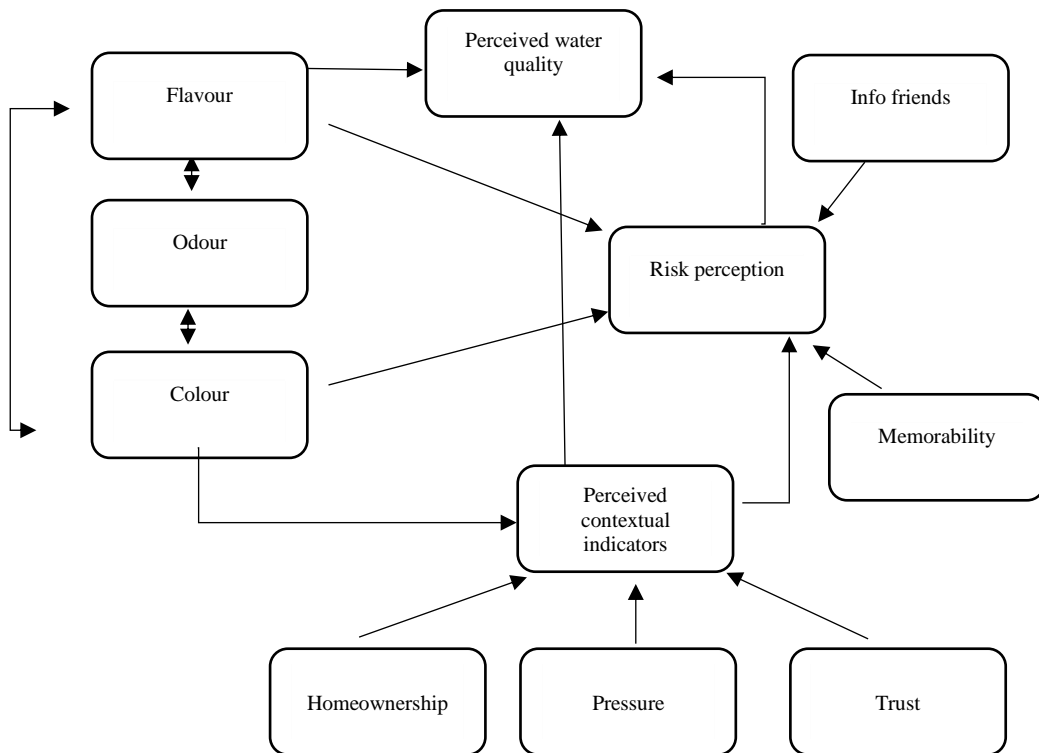 Perceived water
quality
Flavour
Info friends
Odour
Risk perception
Colour
Memorability
Perceived
contextual
indicators
Homeownership
Pressure
Trust